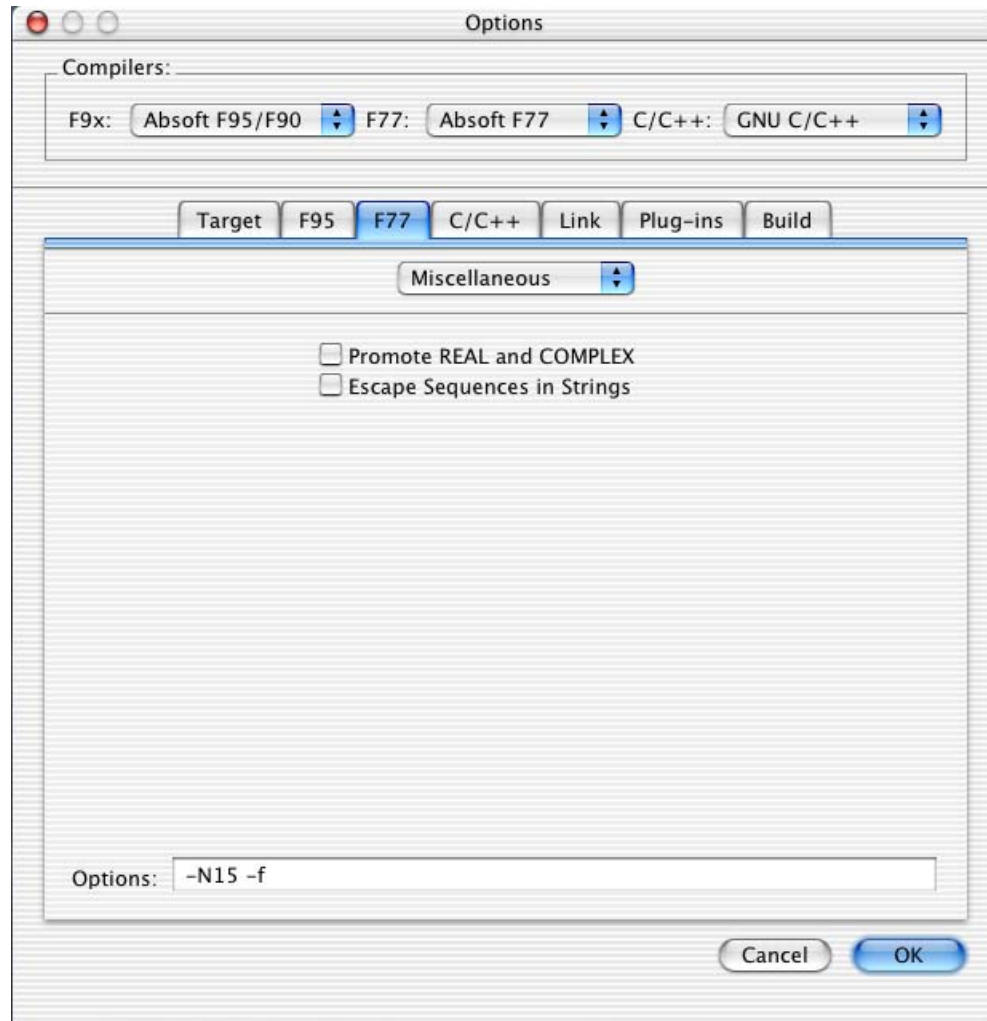 Options
Compilers:
F9x: Absoft F95/F90 F77: Absoft F77 C/C++: GNU C/C++
Target F95 F77 C/C++ Link Plug-ins Build
Miscellaneous
Promote REAL and COMPLEX
Escape Sequences in Strings
Options: -N15 -f
Cancel OK